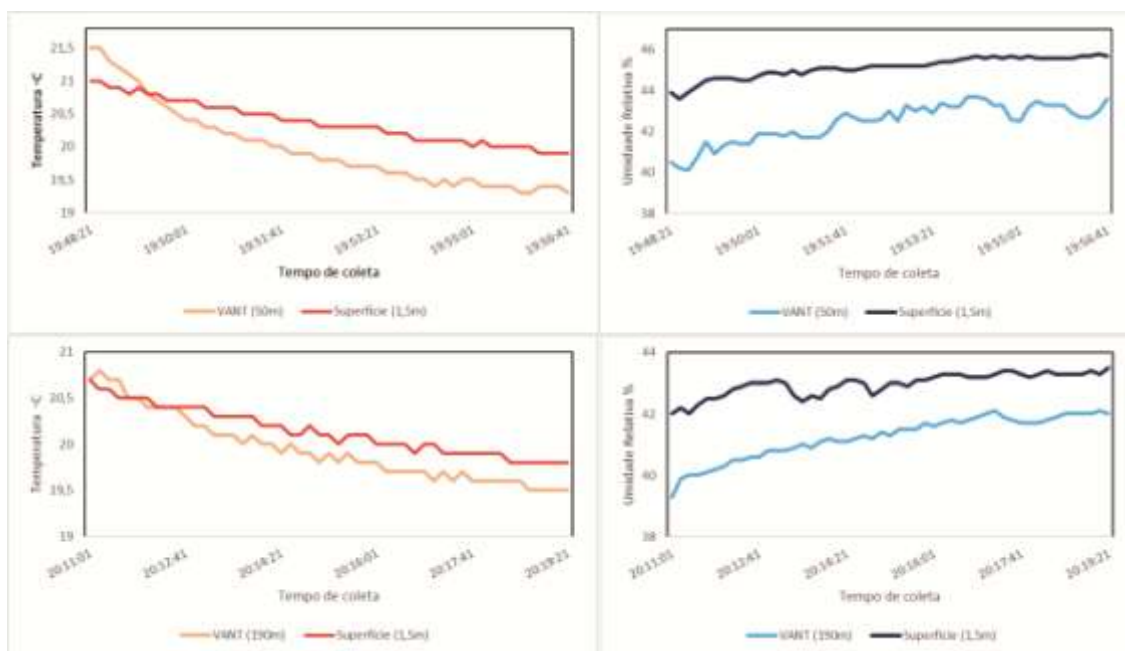 21,5
21
20,5
20
19,5
19
Temperatura °C
19:48:21
19:50:01
19:51:41
19:53:21
19:55:01
19:56:41
Tempo de coleta
VANT (50m)
Superfície (1,5m)
46
44
42
40
38
Umidaade Relativa %
19:48:21
19:50:01
19:51:41
19:53:21
19:55:01
19:56:41
Tempo de coleta
VANT (50m)
Superfície (1,5m)
21
20,5
20
19,5
19
Temperatura °C
20:11:01
20:12:41
20:14:21
20:16:01
20:17:41
20:19:21
Tempo de coleta
VANT (190m)
Superfície (1,5m)
44
42
40
38
Umidade Relativa %
20:11:01
20:12:41
20:14:21
20:16:01
20:17:41
20:19:21
Tempo de coleta
VANT (190m)
Superfície (1,5m)